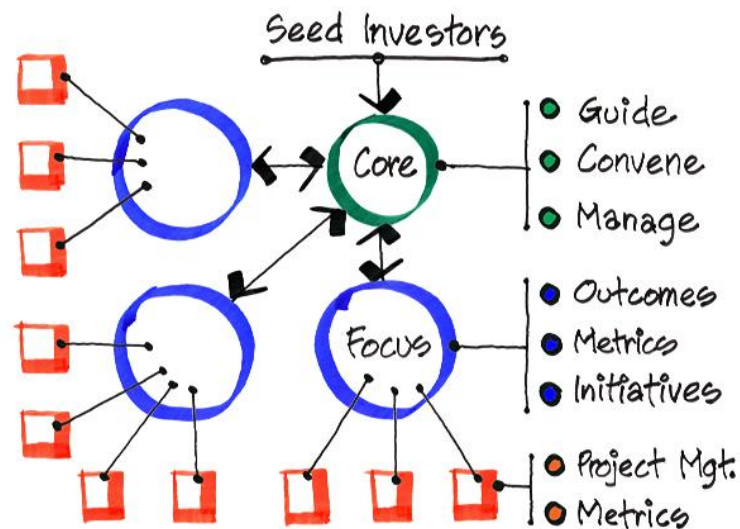 Seed Investors
Core
Guide
Convene
Manage
Focus
Outcomes
Metrics
Initiatives
Project Mgt.
Metrics